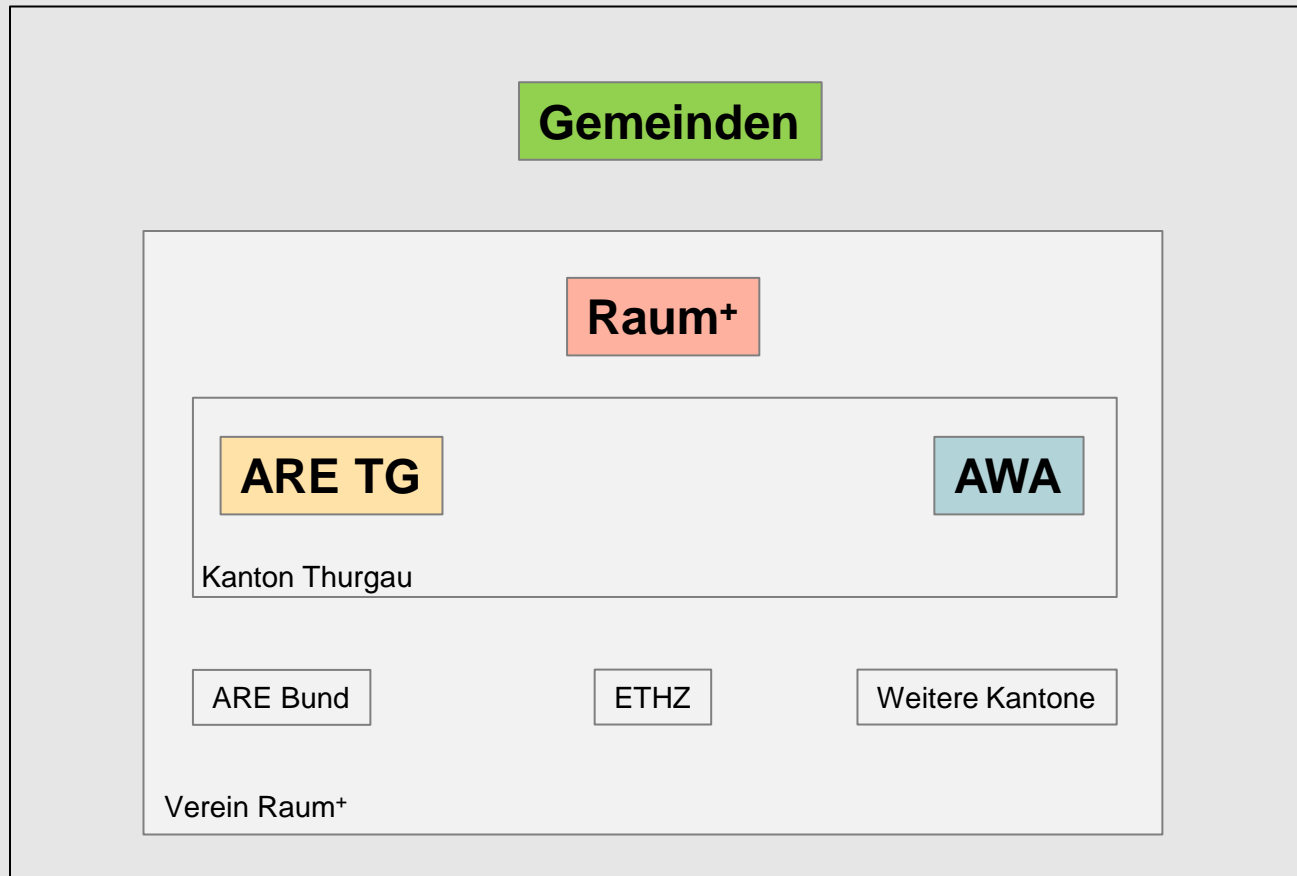 Gemeinden
Raum⁺
ARE TG
AWA
Kanton Thurgau
ARE Bund
ETHZ
Weitere Kantone
Verein Raum⁺